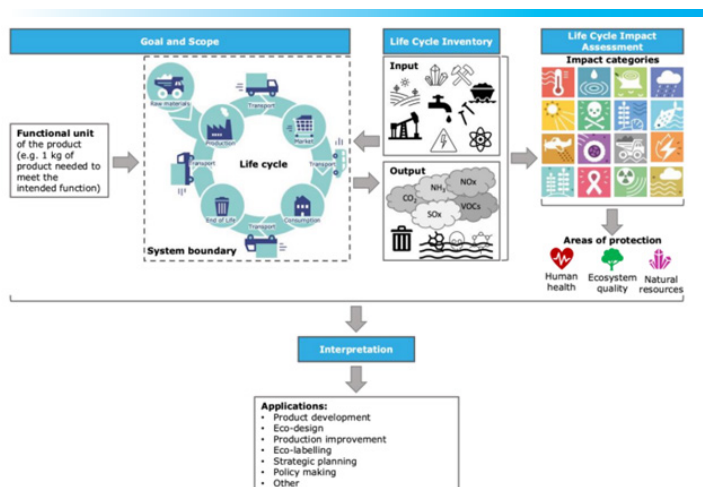 Goal and Scope
Life Cycle Inventory
Life Cycle Impact
Assessment
Functional unit
of the product
(e.g. 1 kg of
product needed to
meet the
intended function)
Raw materials
Transport
Production
Market
Transport
Life cycle
Transport
End of Life
Consumption
Transport
System boundary
Input
Output
CO2
NH3
NOx
SOx
VOCs
Impact categories
Areas of protection
Human
health
Ecosystem
quality
Natural
resources
Interpretation
Applications:
• Product development
• Eco-design
• Production improvement
• Eco-labelling
• Strategic planning
• Policy making
• Other